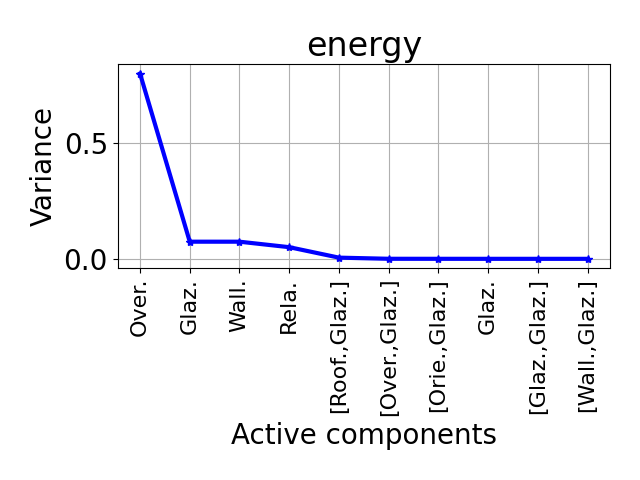 energy
Variance
0.5
0.0
Over.
Glaz.
Wall.
Rela.
[Roof.,Glaz.]
[Over.,Glaz.]
[Orie.,Glaz.]
Glaz.
[Glaz.,Glaz.]
[Wall.,Glaz.]
Active components